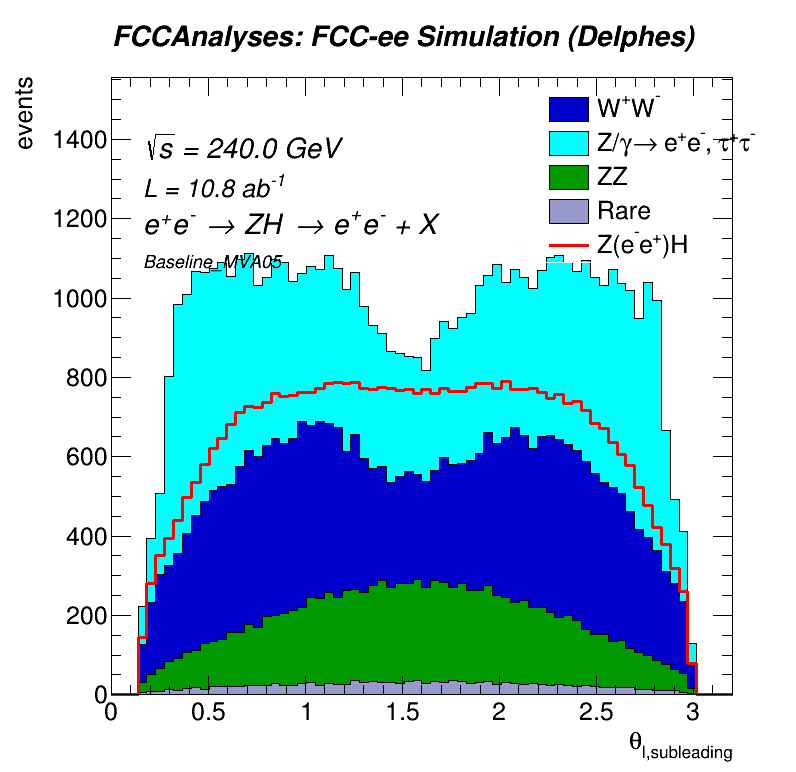 FCCAnalyses: FCC-ee Simulation (Delphes)
events
√s = 240.0 GeV
L = 10.8 ab⁻¹
e⁺e⁻ → ZH → e⁺e⁻ + X
Baseline_MVA05
W⁺W⁻
Z/γ → e⁺e⁻, τ⁺τ⁻
ZZ
Rare
Z(e⁻e⁺)H
1400
1200
1000
800
600
400
200
0
0 0.5 1 1.5 2 2.5 3
θl,subleading